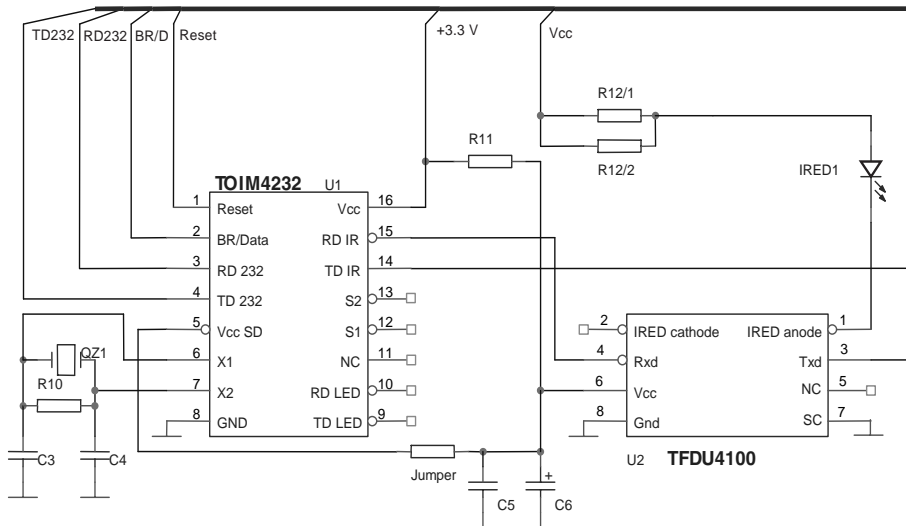 TD232 RD232 BR/D Reset +3.3 V Vcc
R12/1
R11
R12/2
IRED1
TOIM4232 U1
1 Reset Vcc 16
2 BR/Data RD IR 15
3 RD 232 TD IR 14
4 TD 232 S2 13
5 Vcc SD S1 12
6 X1 NC 11
7 X2 RD LED 10
8 GND TD LED 9
QZ1
R10
C3 C4
Jumper
C5 C6
+
2 IRED cathode IRED anode 1
4 Rxd Txd 3
6 Vcc NC 5
8 Gnd SC 7
U2 TFDU4100